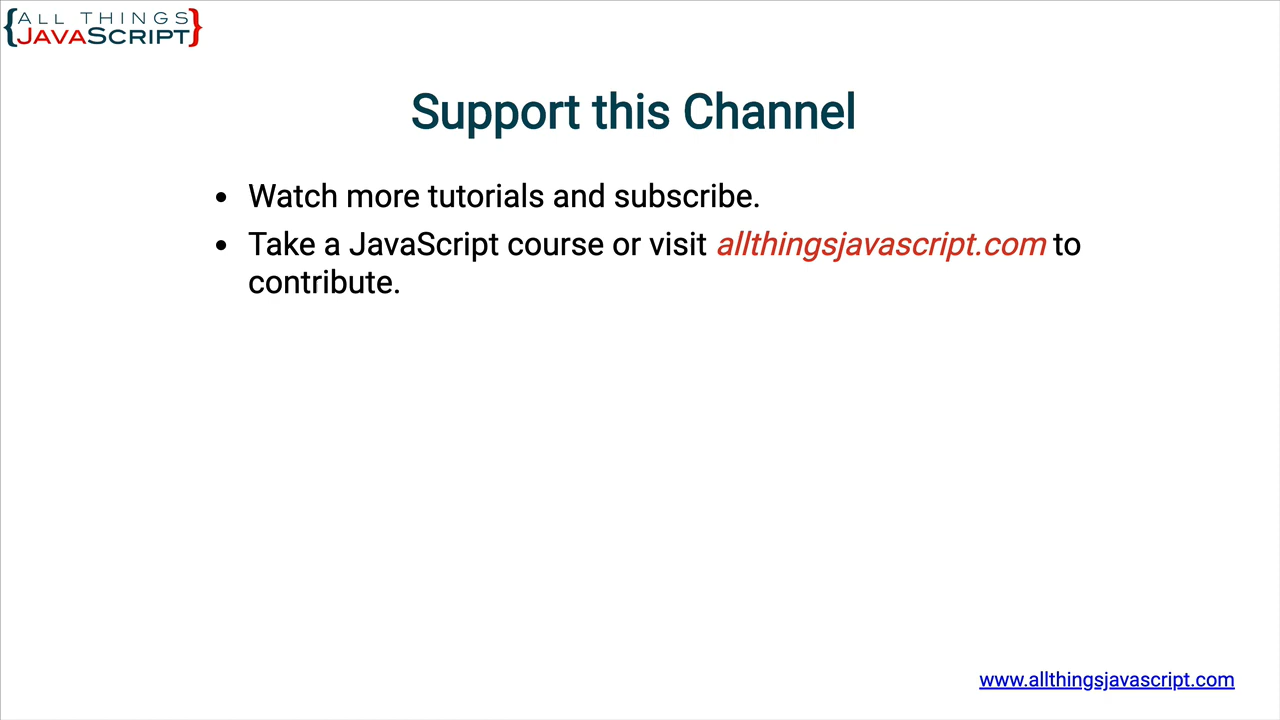 {ALL THINGS
JAVASCRIPT}
Support this Channel
• Watch more tutorials and subscribe.
• Take a JavaScript course or visit allthingsjavascript.com to
contribute.
www.allthingsjavascript.com